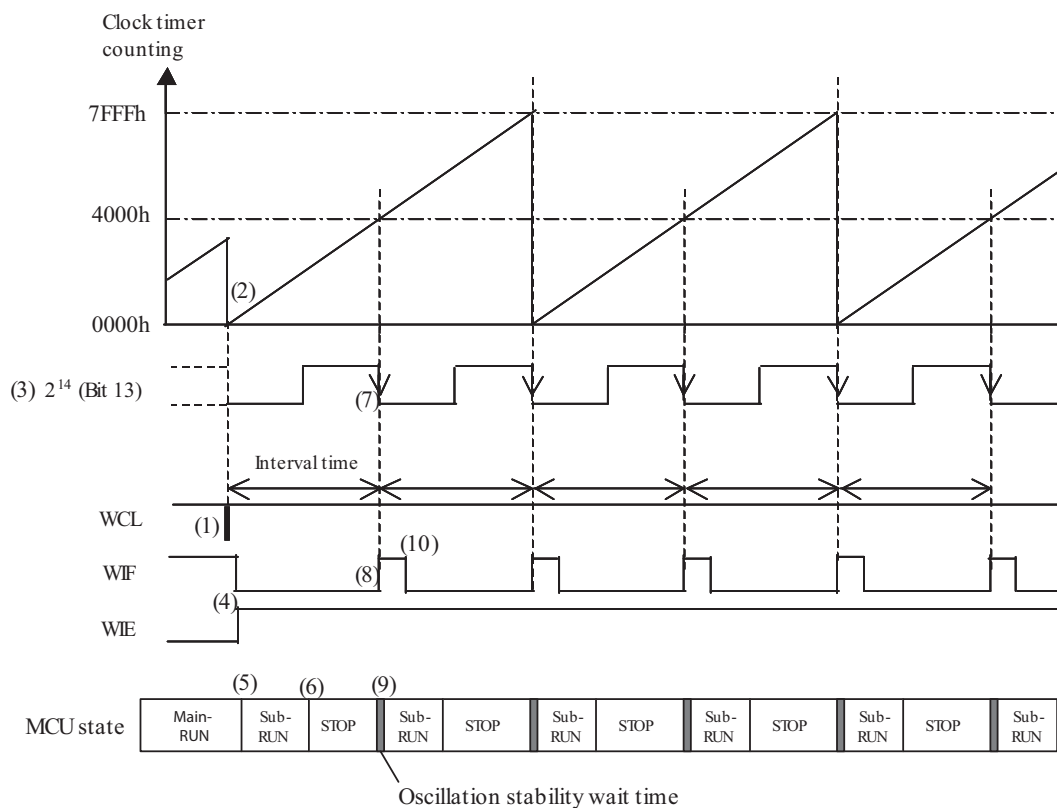 Clock timer
counting
7FFFh
4000h
(2)
0000h
(3) 2¹⁴ (Bit 13)
(7)
Interval time
WCL
(1)
(10)
WIF
(8)
(4)
WIE
(5)
(6)
(9)
MCU state
Main-
RUN
Sub-
RUN
STOP
Sub-
RUN
STOP
Sub-
RUN
STOP
Sub-
RUN
STOP
Sub-
RUN
STOP
Sub-
RUN
Oscillation stability wait time